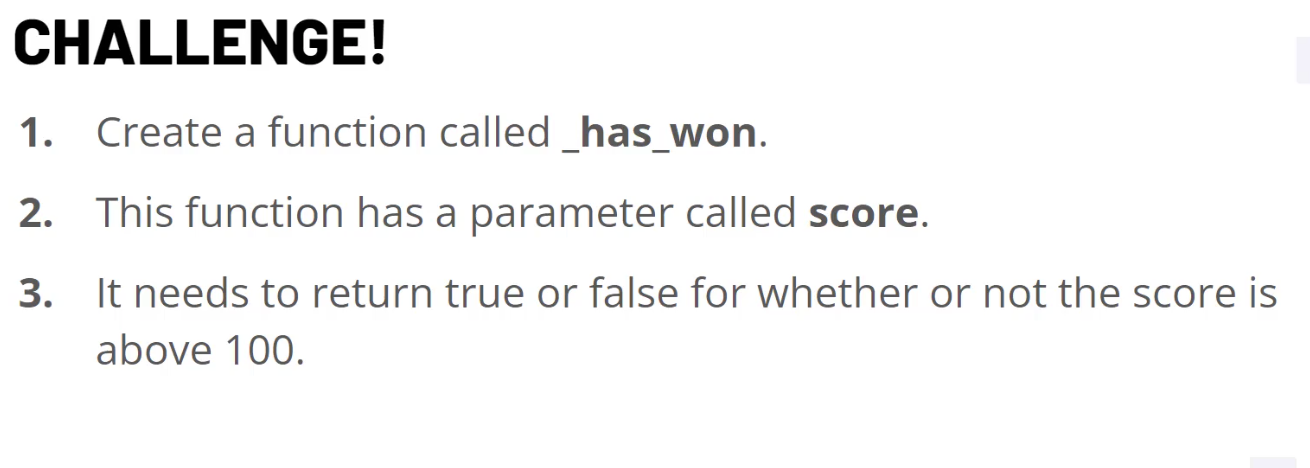 CHALLENGE!
1. Create a function called _has_won.
2. This function has a parameter called score.
3. It needs to return true or false for whether or not the score is
above 100.